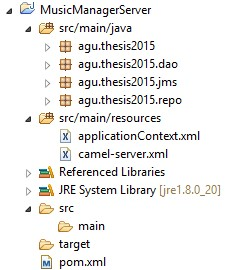 MusicManagerServer
src/main/java
agu.thesis2015
agu.thesis2015.dao
agu.thesis2015.jms
agu.thesis2015.repo
src/main/resources
applicationContext.xml
camel-server.xml
Referenced Libraries
JRE System Library [jre1.8.0_20]
src
main
target
pom.xml